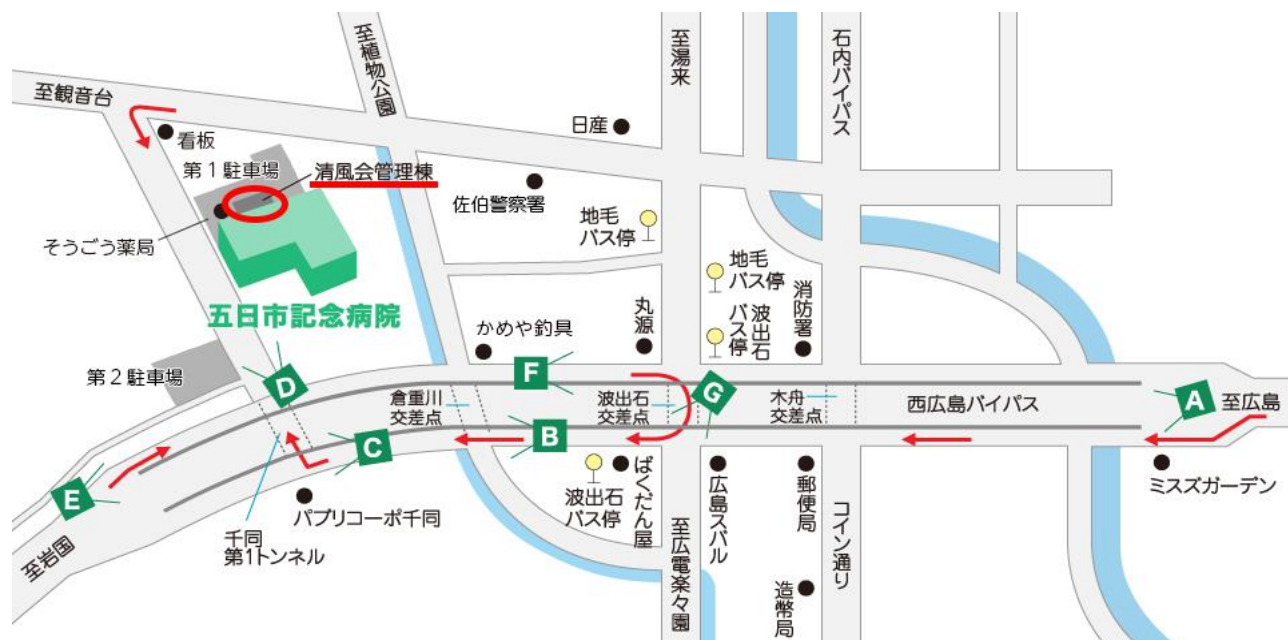 至植物公園
至湯来
石内バイパス
至観音台
看板
日産
第1駐車場
清風会管理棟
佐伯警察署
地毛
バス停
そうごう薬局
地毛
バス停
消防署
五日市記念病院
丸源
波出石
バス停
かめや釣具
第2駐車場
F
D
G
A
倉重川
交差点
波出石
交差点
木舟
交差点
西広島バイパス
至広島
B
C
E
ばくだん屋
波出石
バス停
広島スバル
郵便局
ミスズガーデン
パブリコーポ千同
千同
第1トンネル
至岩国
至広電楽々園
コイン通り
造幣局